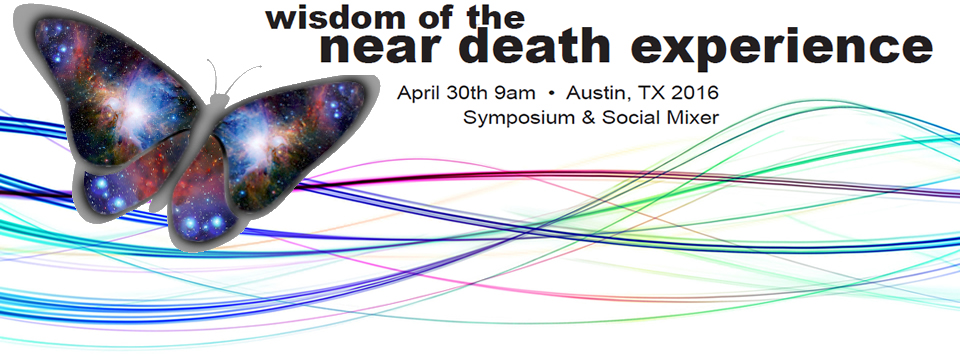 wisdom of the
near death experience
April 30th 9am • Austin, TX 2016
Symposium & Social Mixer